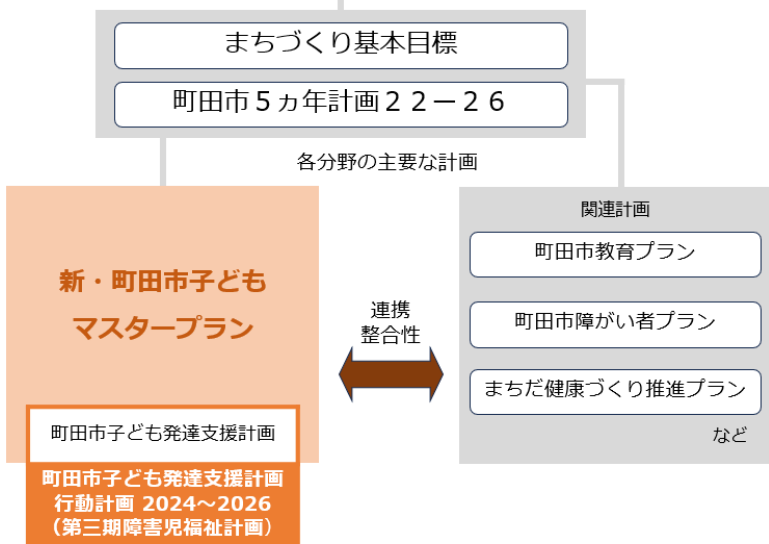 まちづくり基本目標
町田市５ヵ年計画２２ー２６
各分野の主要な計画
新・町田市子ども
マスタープラン
町田市子ども発達支援計画
町田市子ども発達支援計画
行動計画 2024～2026
（第三期障害児福祉計画）
連携
整合性
関連計画
町田市教育プラン
町田市障がい者プラン
まちだ健康づくり推進プラン
など